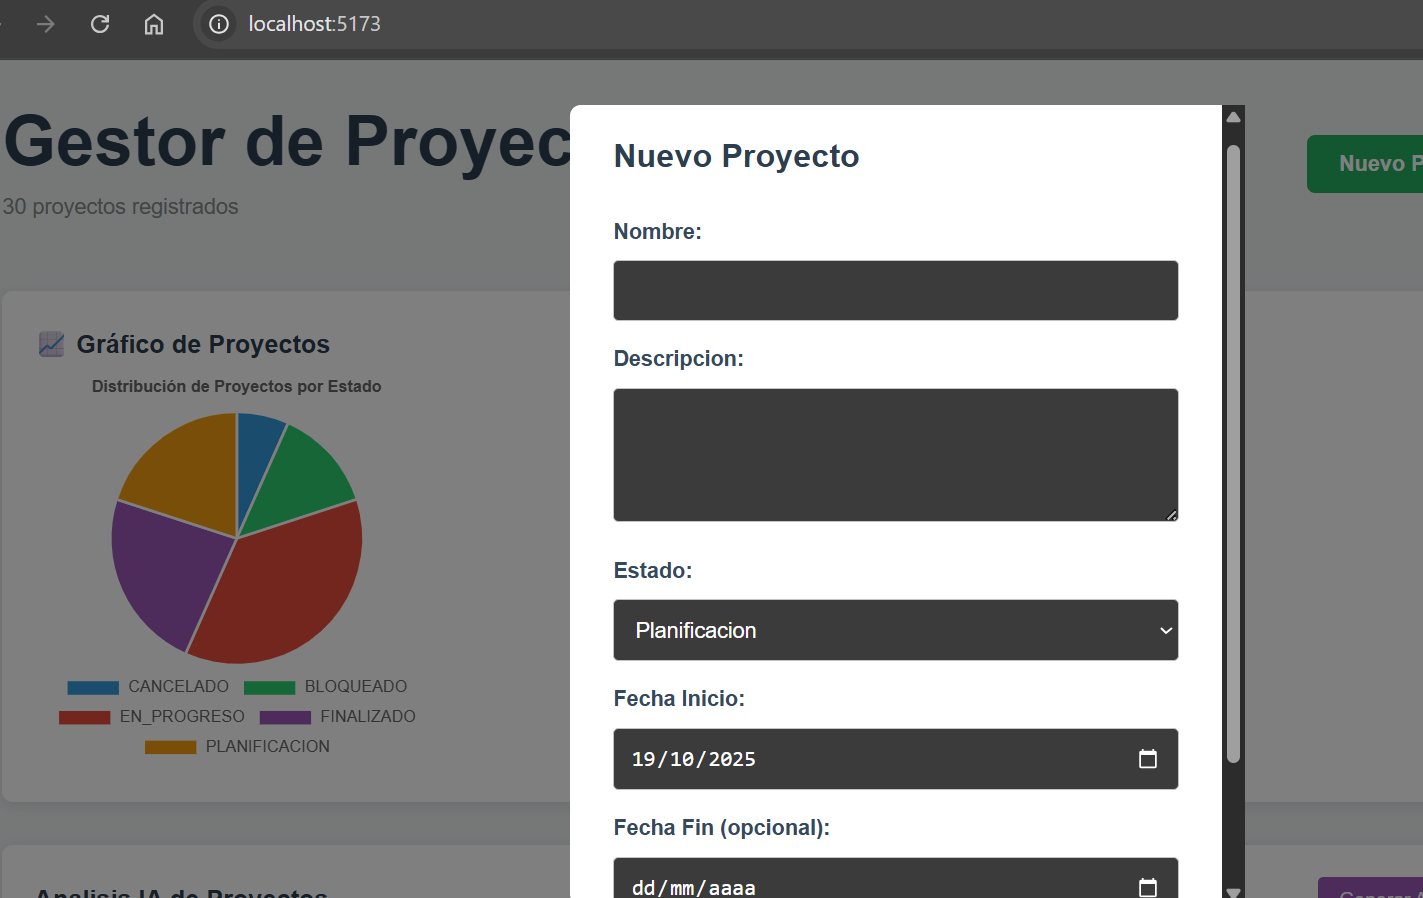 localhost:5173
Gestor de Proyec
30 proyectos registrados
Nuevo P
Gráfico de Proyectos
Distribución de Proyectos por Estado
CANCELADO BLOQUEADO
EN_PROGRESO FINALIZADO
PLANIFICACION
Analisis IA de Proyectos
Generar A
Nuevo Proyecto
Nombre:
Descripcion:
Estado:
Planificacion
Fecha Inicio:
19/10/2025
Fecha Fin (opcional):
dd/mm/aaaa